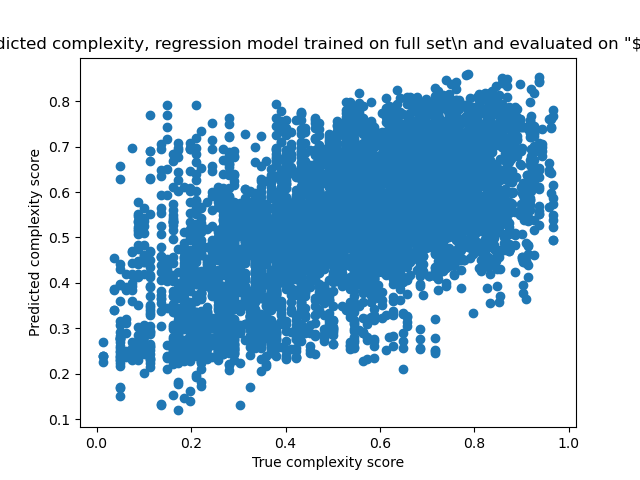 dicted complexity, regression model trained on full set\n and evaluated on "$
Predicted complexity score
0.8
0.7
0.6
0.5
0.4
0.3
0.2
0.1
0.0 0.2 0.4 0.6 0.8 1.0
True complexity score